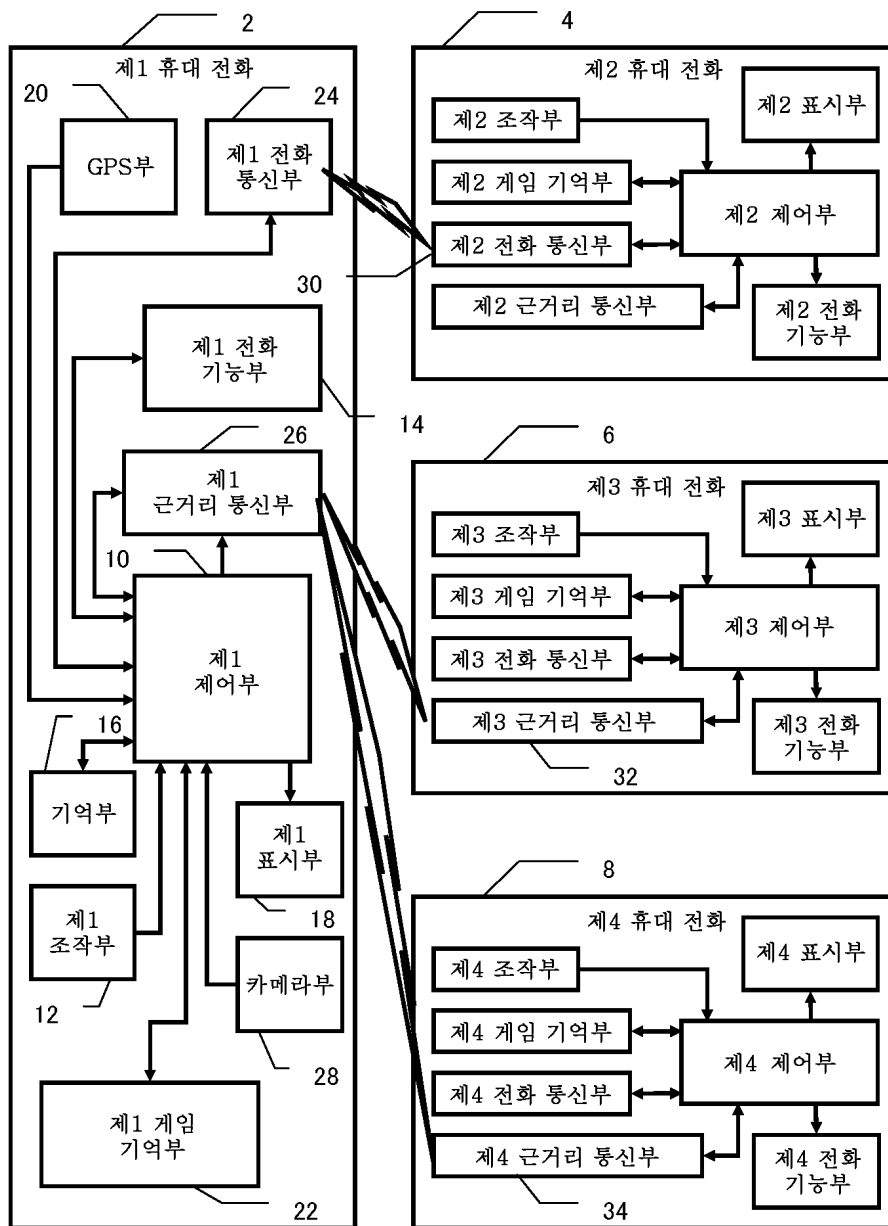 2
제1 휴대 전화
20
GPS부
24
제1 전화
통신부
30
제1 전화
기능부
14
26
제1
근거리 통신부
10
제1
제어부
16
기억부
제1
표시부
18
제1
조작부
12
카메라부
28
제1 게임
기억부
22
4
제2 휴대 전화
제2 조작부
제2 표시부
제2 게임 기억부
제2 제어부
제2 전화 통신부
제2 근거리 통신부
제2 전화
기능부
6
제3 휴대 전화
제3 조작부
제3 표시부
제3 게임 기억부
제3 제어부
제3 전화 통신부
제3 근거리 통신부
제3 전화
기능부
32
8
제4 휴대 전화
제4 조작부
제4 표시부
제4 게임 기억부
제4 제어부
제4 전화 통신부
제4 근거리 통신부
제4 전화
기능부
34